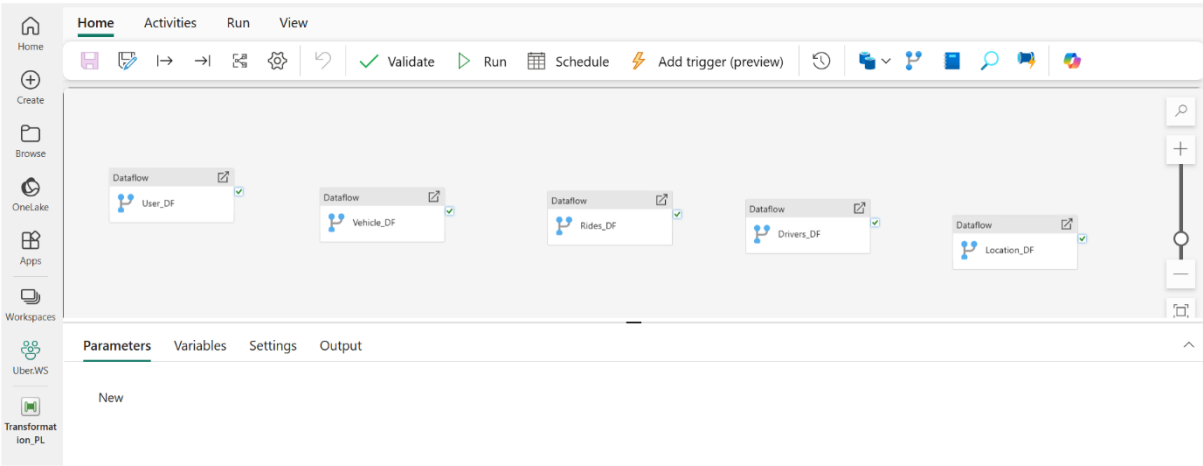 Home Activities Run View
Validate Run Schedule Add trigger (preview)
Home
Create
Browse
OneLake
Apps
Workspaces
Uber.WS
Transformat
ion_PL
Dataflow
User_DF
Dataflow
Vehicle_DF
Dataflow
Rides_DF
Dataflow
Drivers_DF
Dataflow
Location_DF
Parameters Variables Settings Output
New